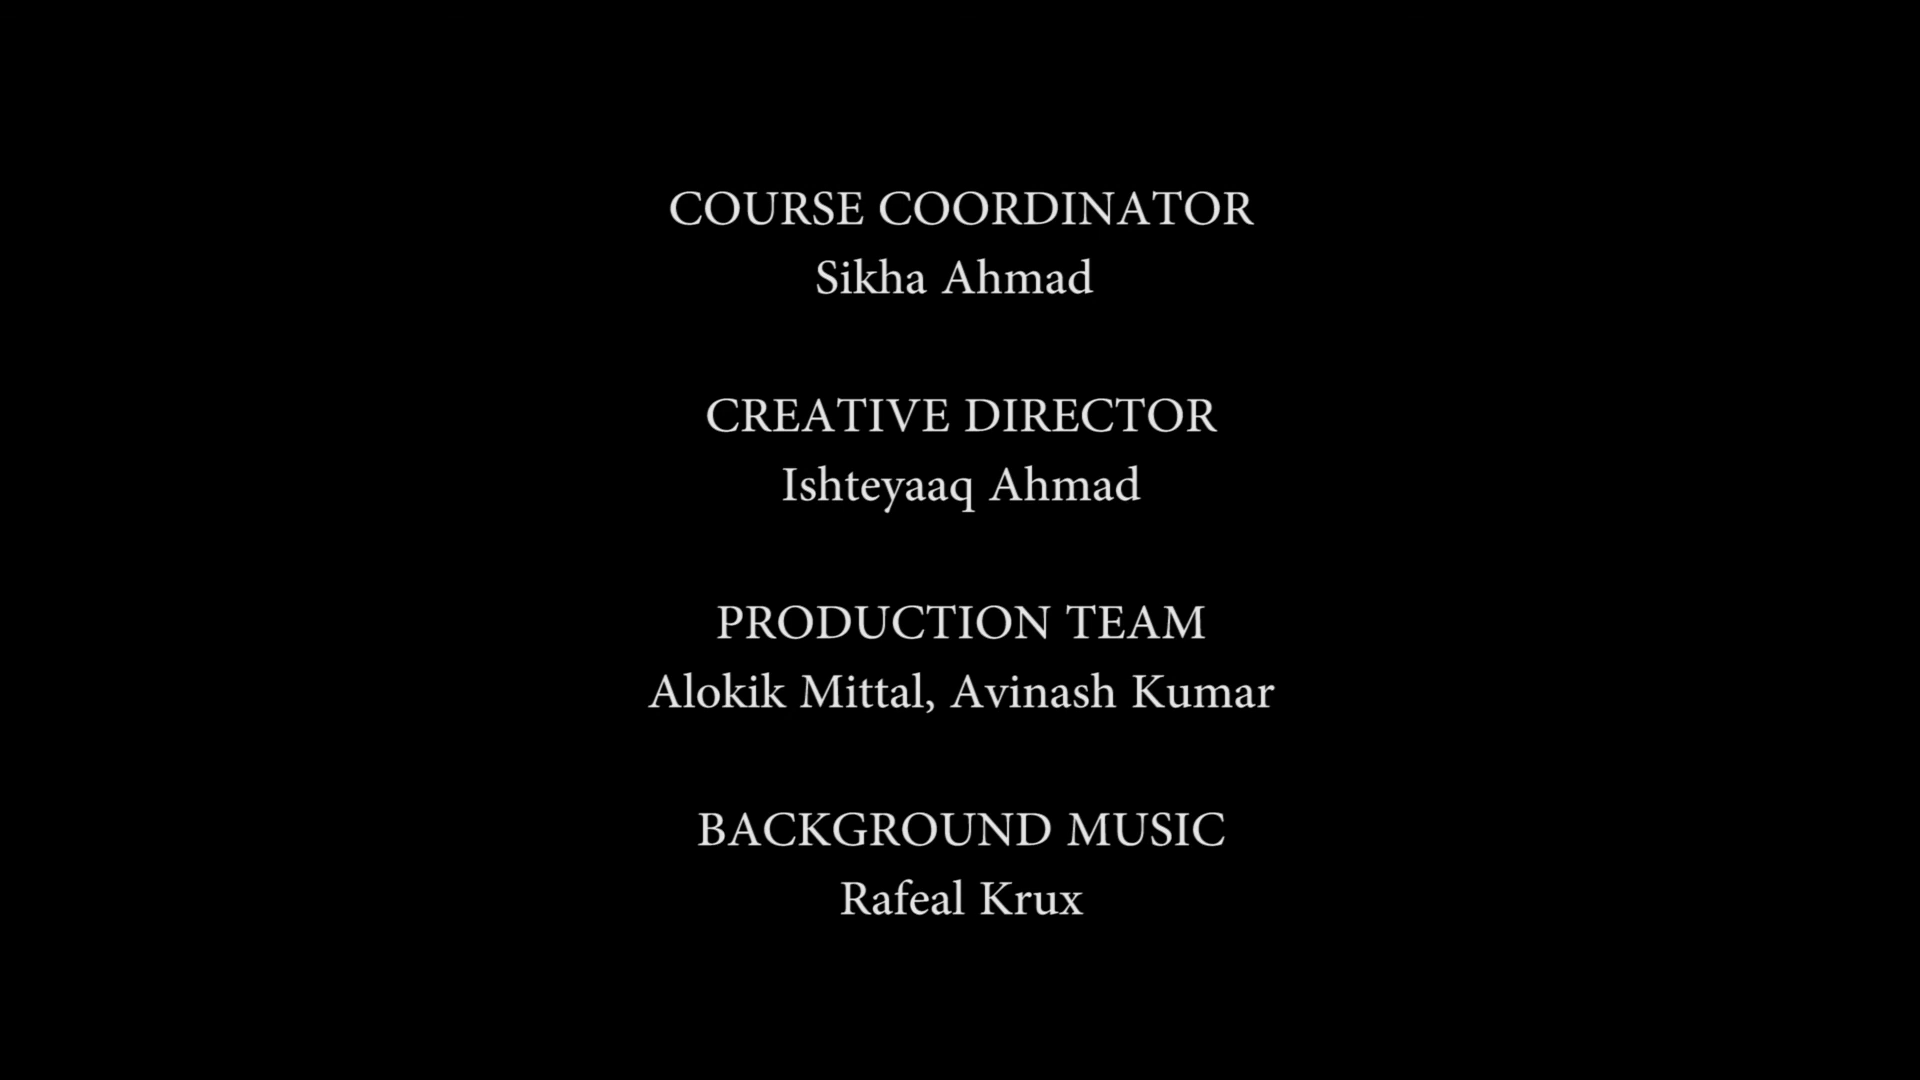 COURSE COORDINATOR
Sikha Ahmad
CREATIVE DIRECTOR
Ishteyaaq Ahmad
PRODUCTION TEAM
Alokik Mittal, Avinash Kumar
BACKGROUND MUSIC
Rafeal Krux